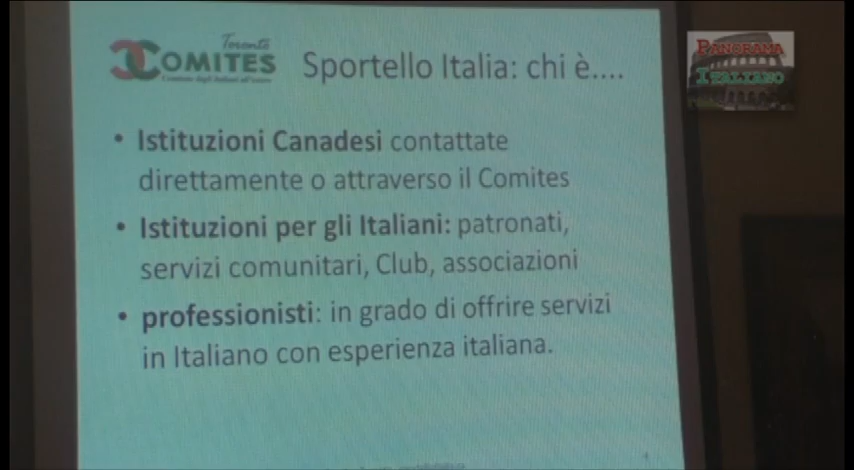 Toronto
COMITES
Sportello Italia: chi è....
PANORAMA
ITALIANO
• Istituzioni Canadesi contattate
direttamente o attraverso il Comites
• Istituzioni per gli Italiani: patronati,
servizi comunitari, Club, associazioni
• professionisti: in grado di offrire servizi
in Italiano con esperienza italiana.